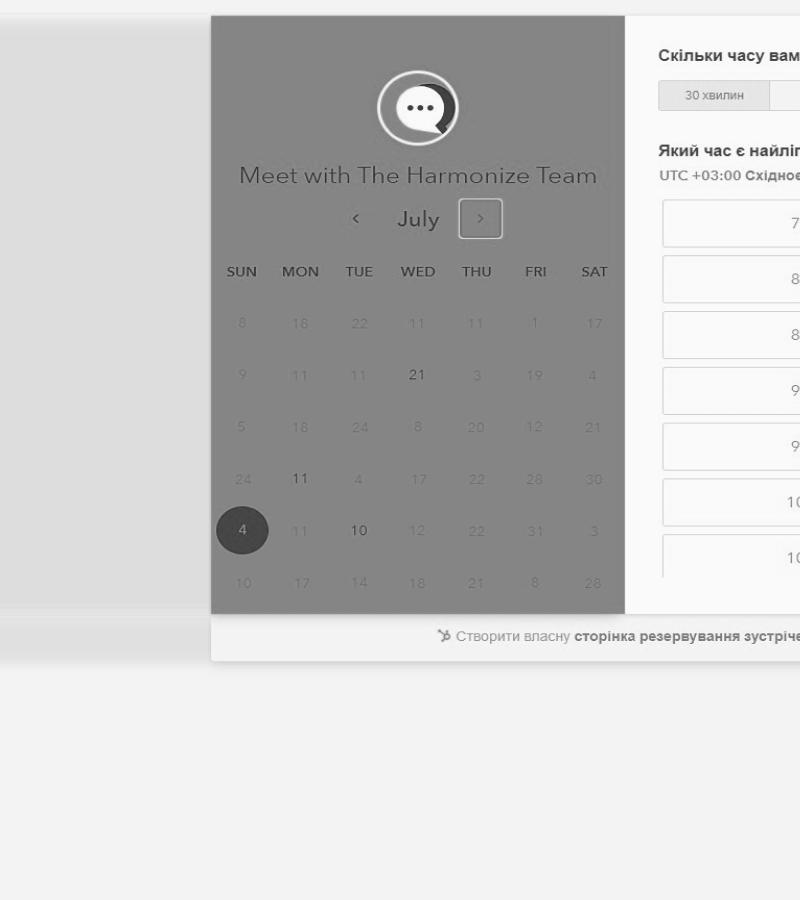 Meet with The Harmonize Team
July
SUN MON TUE WED THU FRI SAT
8 18 22 11 11 1 17
9 11 11 21 3 19 4
5 18 24 8 20 12 21
24 11 4 17 22 28 30
4 11 10 12 22 31 3
10 17 14 18 21 8 28
Скільки часу вам
30 хвилин
Який час є найліп
UTC +03:00 Східноє
7
8
8
9
9
10
10
Створити власну сторінка резервування зустріче